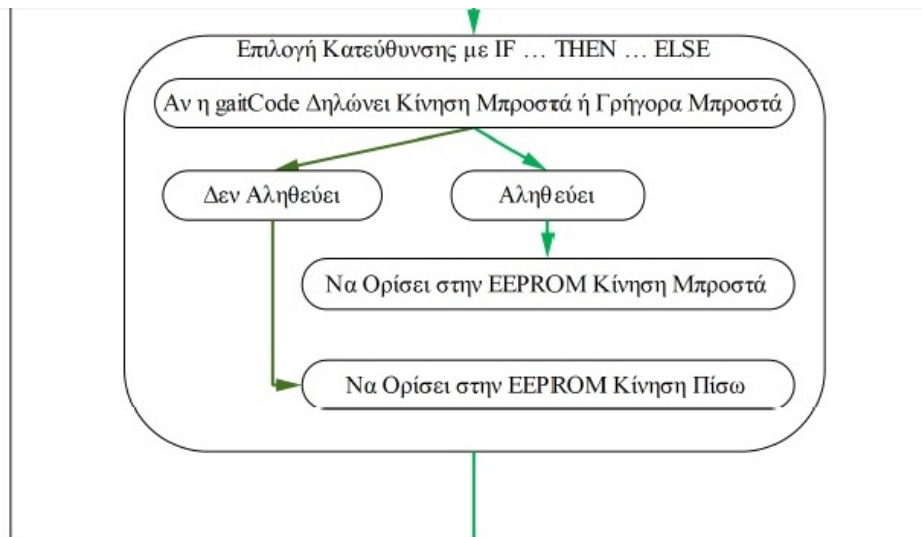 Επιλογή Κατεύθυνσης με IF … THEN … ELSE
Αν η gaitCode Δηλώνει Κίνηση Μπροστά ή Γρήγορα Μπροστά
Δεν Αληθεύει
Αληθεύει
Να Ορίσει στην EEPROM Κίνηση Μπροστά
Να Ορίσει στην EEPROM Κίνηση Πίσω